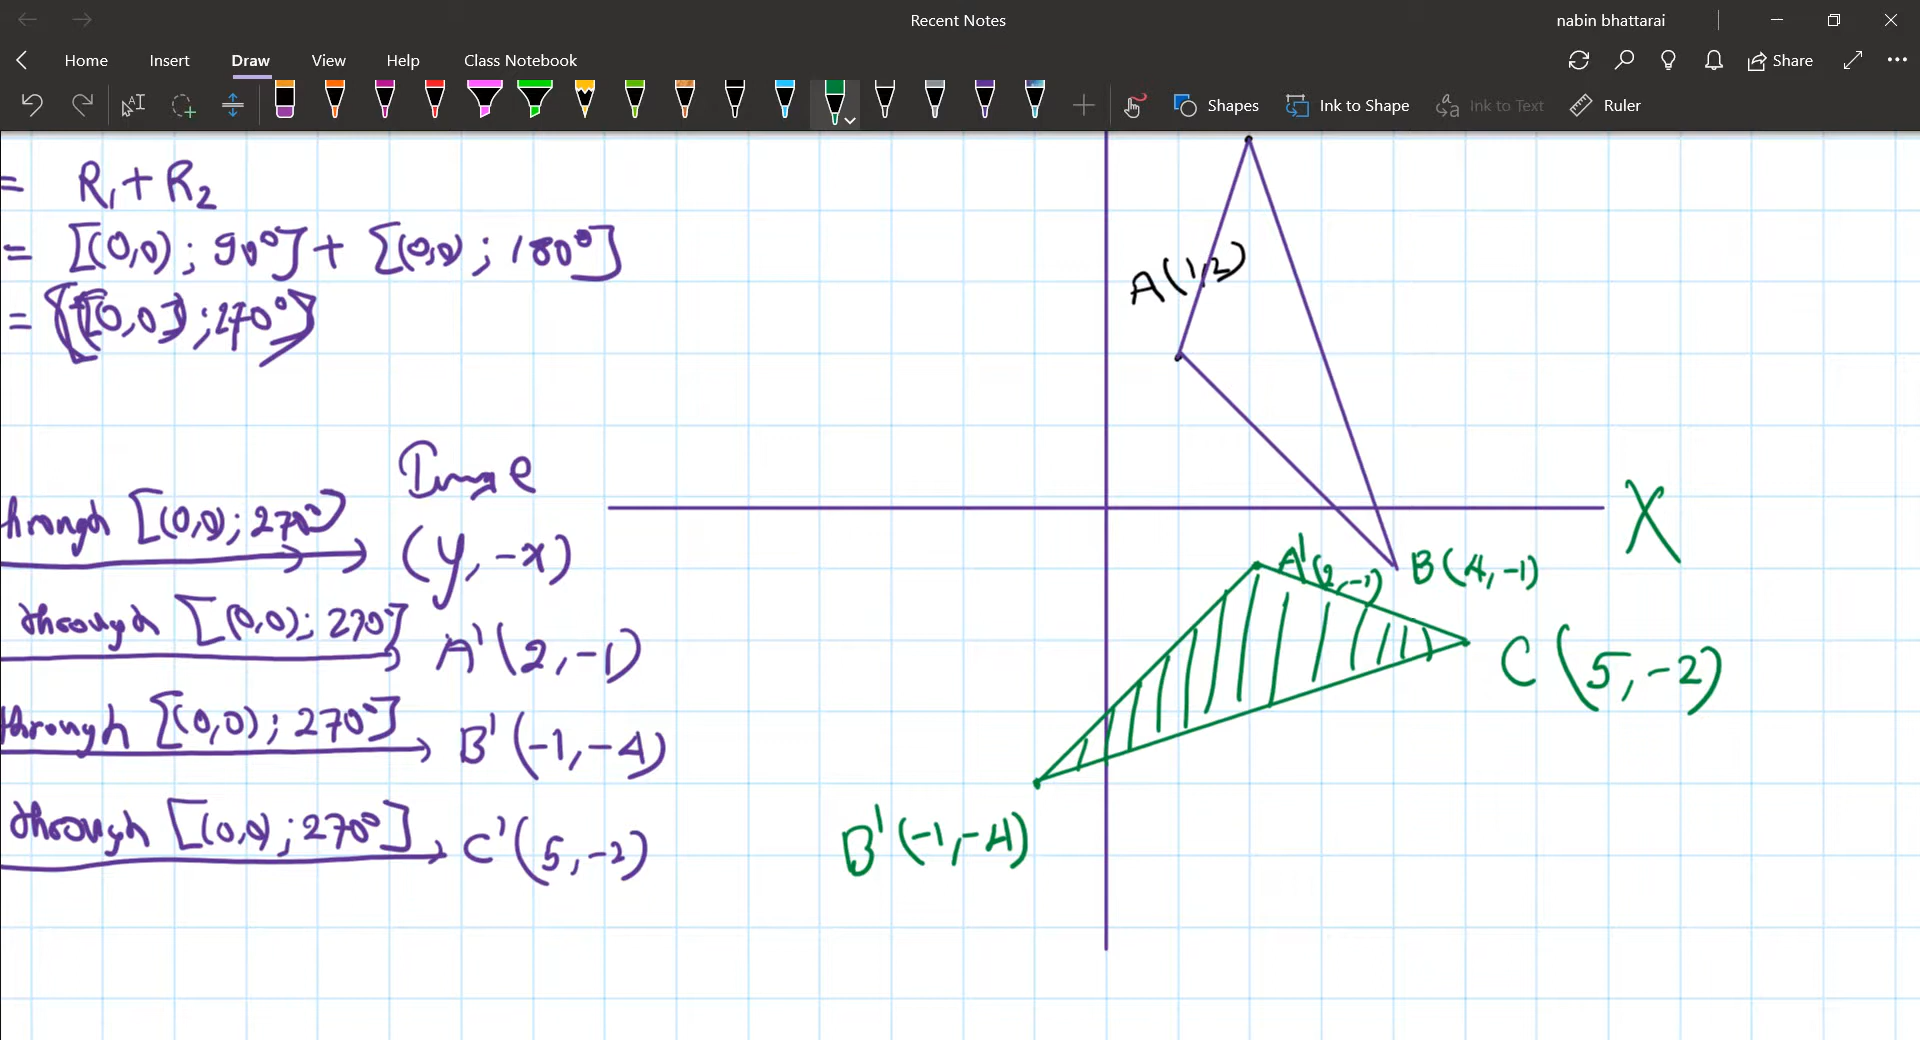 Recent Notes
nabin bhattarai
Home Insert Draw View Help Class Notebook
Share
Shapes Ink to Shape Ink to Text Ruler
= R₁ + R₂
= [(0,0); 90°] + [(0,0); 180°]
= {[(0,0]; 270°}
Image
hrough [(0,0); 270°)
(y, -x)
through [(0,0); 270°]
A'(2, -1)
through [(0,0); 270°]
B'(-1, -4)
through [(0,0); 270°]
C'(5, -2)
A(1,2)
X
A'(2,-1)
B(4,-1)
C(5,-2)
B'(-1,-4)